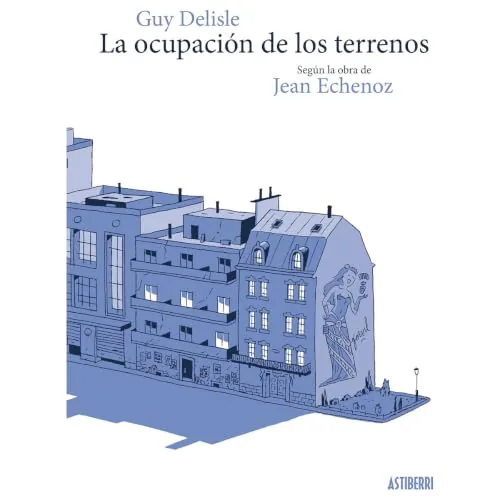 Guy Delisle
La ocupación de los terrenos
Según la obra de
Jean Echenoz
ASTIBERRI